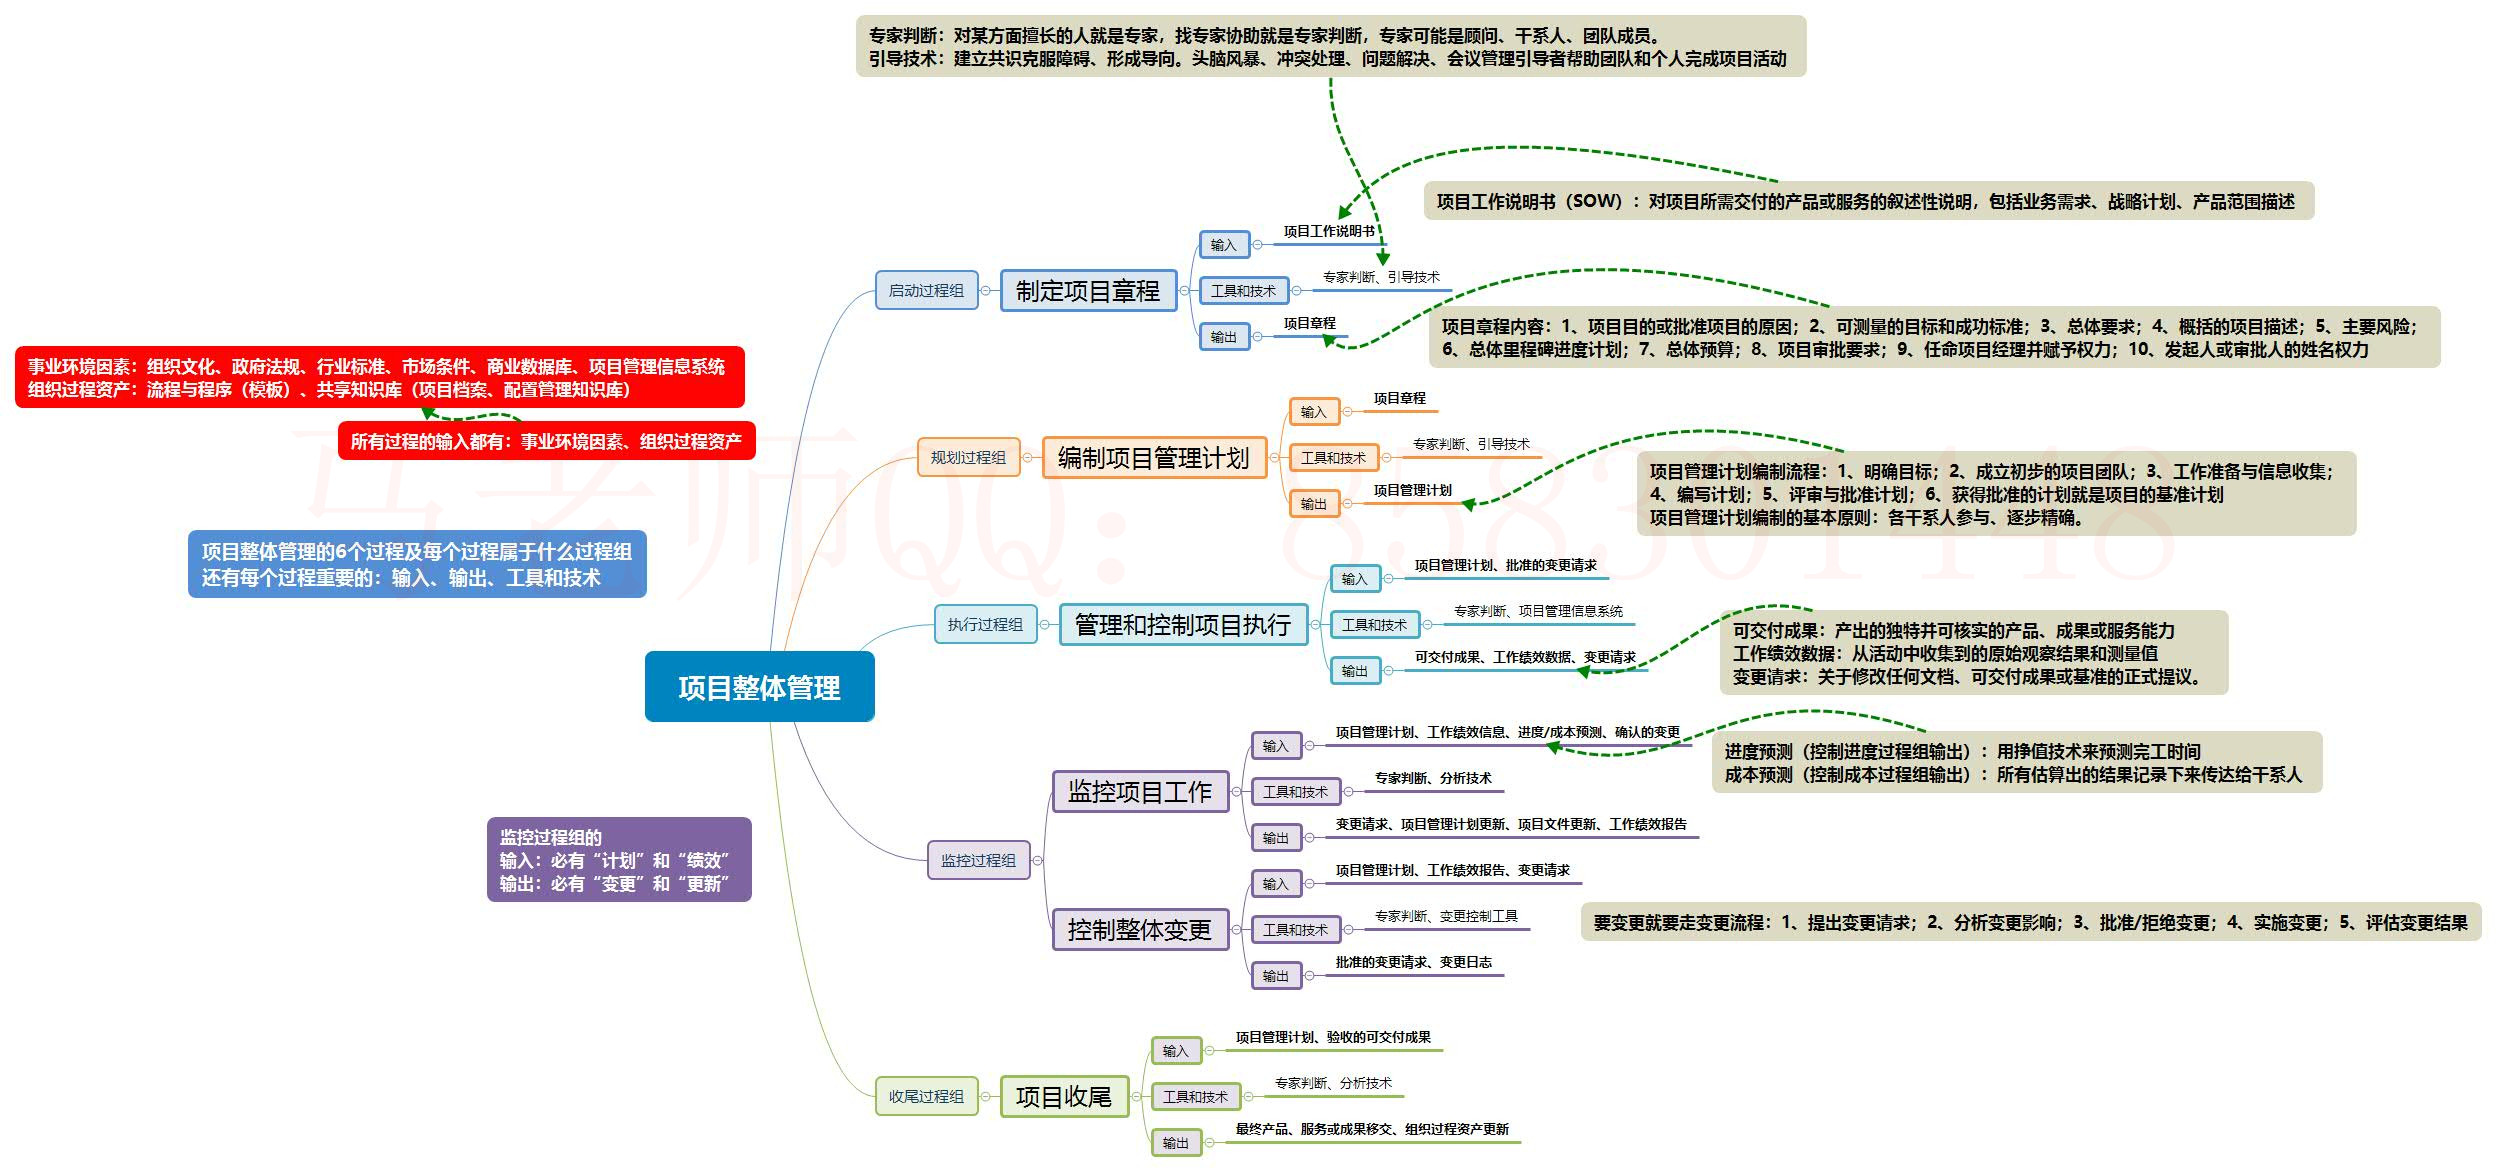 专家判断：对某方面擅长的人就是专家，找专家协助就是专家判断，专家可能是顾问、干系人、团队成员。
引导技术：建立共识克服障碍、形成导向。头脑风暴、冲突处理、问题解决、会议管理引导者帮助团队和个人完成项目活动
项目工作说明书（SOW）：对项目所需交付的产品或服务的叙述性说明，包括业务需求、战略计划、产品范围描述
启动过程组
制定项目章程
输入
项目工作说明书
工具和技术
专家判断、引导技术
输出
项目章程
项目章程内容：1、项目目的或批准项目的原因；2、可测量的目标和成功标准；3、总体要求；4、概括的项目描述；5、主要风险；
6、总体里程碑进度计划；7、总体预算；8、项目审批要求；9、任命项目经理并赋予权力；10、发起人或审批人的姓名权力
事业环境因素：组织文化、政府法规、行业标准、市场条件、商业数据库、项目管理信息系统
组织过程资产：流程与程序（模板）、共享知识库（项目档案、配置管理知识库）
所有过程的输入都有：事业环境因素、组织过程资产
规划过程组
编制项目管理计划
输入
项目章程
工具和技术
专家判断、引导技术
输出
项目管理计划
项目管理计划编制流程：1、明确目标；2、成立初步的项目团队；3、工作准备与信息收集；
4、编写计划；5、评审与批准计划；6、获得批准的计划就是项目的基准计划
项目管理计划编制的基本原则：各干系人参与、逐步精确。
马老师QQ：858301448
项目整体管理的6个过程及每个过程属于什么过程组
还有每个过程重要的：输入、输出、工具和技术
执行过程组
管理和控制项目执行
输入
项目管理计划、批准的变更请求
工具和技术
专家判断、项目管理信息系统
输出
可交付成果、工作绩效数据、变更请求
可交付成果：产出的独特并可核实的产品、成果或服务能力
工作绩效数据：从活动中收集到的原始观察结果和测量值
变更请求：关于修改任何文档、可交付成果或基准的正式提议。
项目整体管理
监控过程组
监控项目工作
输入
项目管理计划、工作绩效信息、进度/成本预测、确认的变更
工具和技术
专家判断、分析技术
输出
变更请求、项目管理计划更新、项目文件更新、工作绩效报告
进度预测（控制进度过程组输出）：用挣值技术来预测完工时间
成本预测（控制成本过程组输出）：所有估算出的结果记录下来传达给干系人
监控过程组的
输入：必有“计划”和“绩效”
输出：必有“变更”和“更新”
控制整体变更
输入
项目管理计划、工作绩效报告、变更请求
工具和技术
专家判断、变更控制工具
输出
批准的变更请求、变更日志
要变更就要走变更流程：1、提出变更请求；2、分析变更影响；3、批准/拒绝变更；4、实施变更；5、评估变更结果
收尾过程组
项目收尾
输入
项目管理计划、验收的可交付成果
工具和技术
专家判断、分析技术
输出
最终产品、服务或成果移交、组织过程资产更新